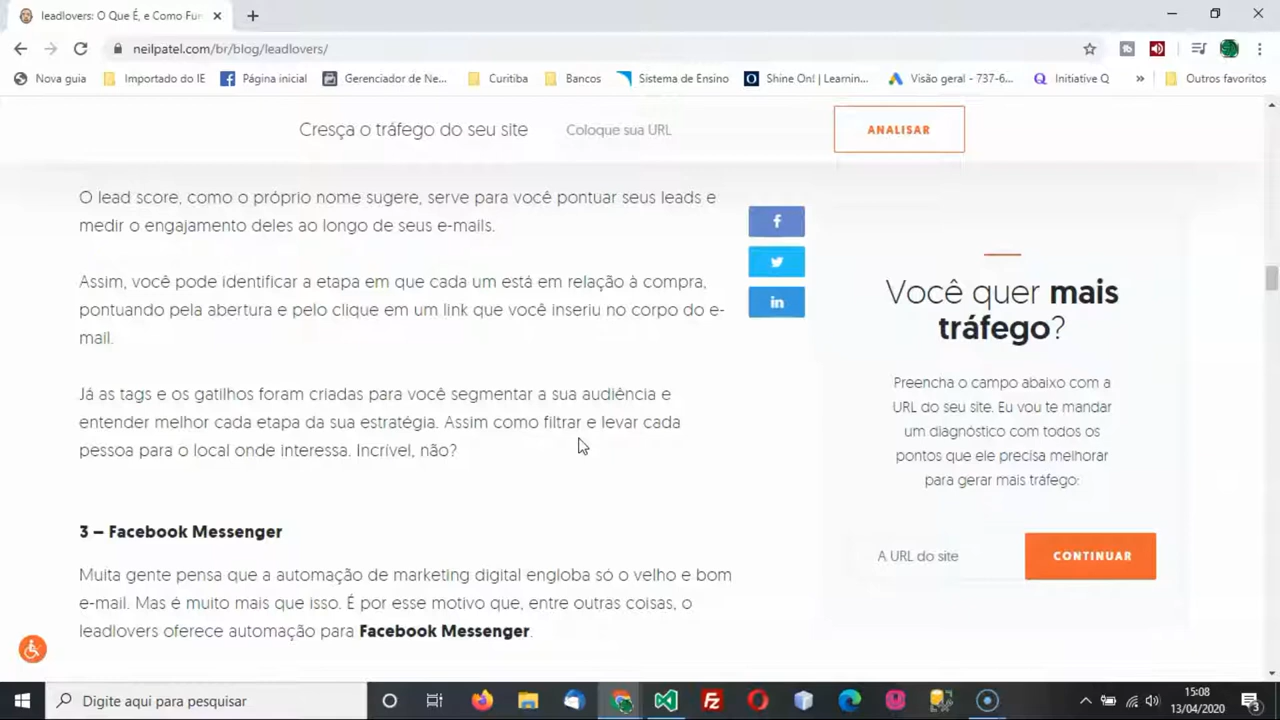 leadlovers: O Que É, e Como Fun
neilpatel.com/br/blog/leadlovers/
Nova guia
Importado do IE
Página inicial
Gerenciador de Ne...
Curitiba
Bancos
Sistema de Ensino
Shine On! | Learnin...
Visão geral - 737-6...
Initiative Q
»
Outros favoritos
Cresça o tráfego do seu site
Coloque sua URL
ANALISAR
O lead score, como o próprio nome sugere, serve para você pontuar seus leads e
medir o engajamento deles ao longo de seus e-mails.
Assim, você pode identificar a etapa em que cada um está em relação à compra,
pontuando pela abertura e pelo clique em um link que você inseriu no corpo do e-
mail.
Já as tags e os gatilhos foram criadas para você segmentar a sua audiência e
entender melhor cada etapa da sua estratégia. Assim como filtrar e levar cada
pessoa para o local onde interessa. Incrível, não?
3 – Facebook Messenger
Muita gente pensa que a automação de marketing digital engloba só o velho e bom
e-mail. Mas é muito mais que isso. É por esse motivo que, entre outras coisas, o
leadlovers oferece automação para Facebook Messenger.
Você quer mais
tráfego?
Preencha o campo abaixo com a
URL do seu site. Eu vou te mandar
um diagnóstico com todos os
pontos que ele precisa melhorar
para gerar mais tráfego:
A URL do site
CONTINUAR
Digite aqui para pesquisar
15:08
13/04/2020
3